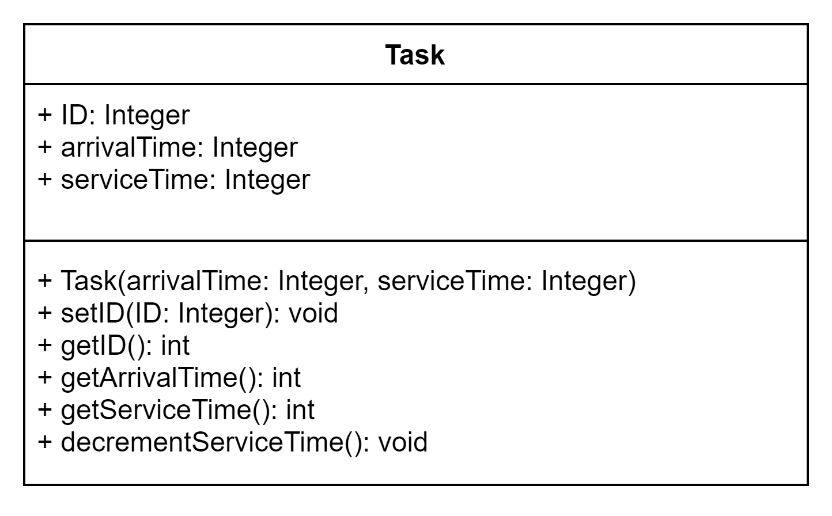 Task
+ ID: Integer
+ arrivalTime: Integer
+ serviceTime: Integer
+ Task(arrivalTime: Integer, serviceTime: Integer)
+ setID(ID: Integer): void
+ getID(): int
+ getArrivalTime(): int
+ getServiceTime(): int
+ decrementServiceTime(): void